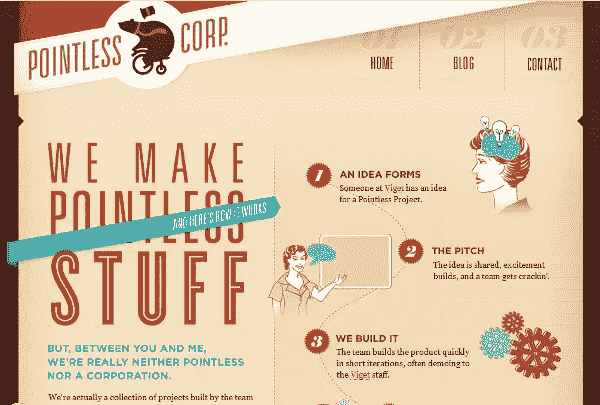 POINTLESS CORP.
01 02 03
HOME BLOG CONTACT
WE MAKE
POINTLESS
AND HERE'S HOW IT WORKS
STUFF
BUT, BETWEEN YOU AND ME,
WE'RE REALLY NEITHER POINTLESS
NOR A CORPORATION.
We're actually a collection of projects built by the team
1 AN IDEA FORMS
Someone at Viget has an idea
for a Pointless Project.
2 THE PITCH
The idea is shared, excitement
builds, and a team gets crackin'.
3 WE BUILD IT
The team builds the product quickly
in short iterations, often demoing to
the Viget staff.